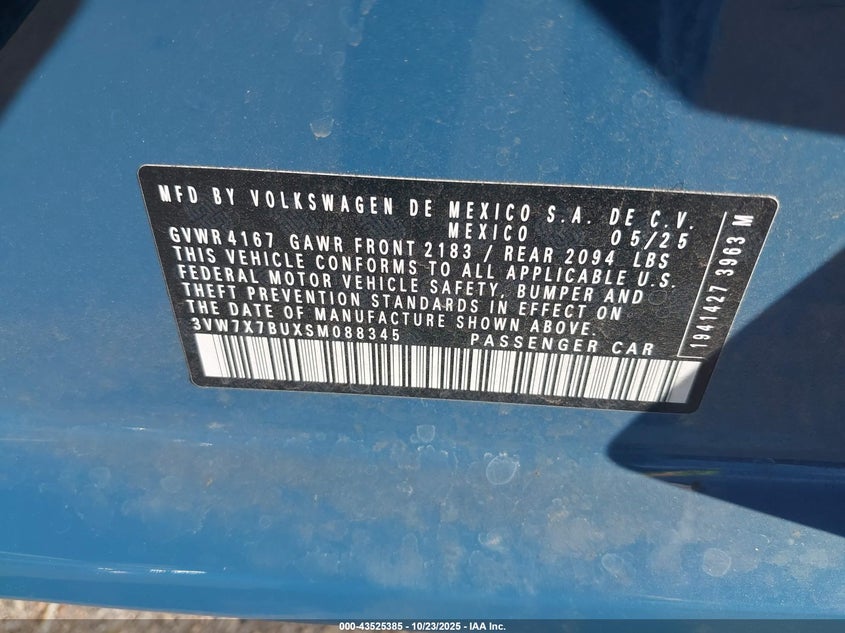 MFD BY VOLKSWAGEN DE MEXICO S.A. DE C.V.
MEXICO 05/25
GVWR 4167 GAWR FRONT 2183 / REAR 2094 LBS
THIS VEHICLE CONFORMS TO ALL APPLICABLE U.S.
FEDERAL MOTOR VEHICLE SAFETY, BUMPER AND
THEFT PREVENTION STANDARDS IN EFFECT ON
THE DATE OF MANUFACTURE SHOWN ABOVE.
3VW7X7BUXSM088345 PASSENGER CAR
1941427 3963 M
000-43525385 - 10/23/2025 - IAA Inc.